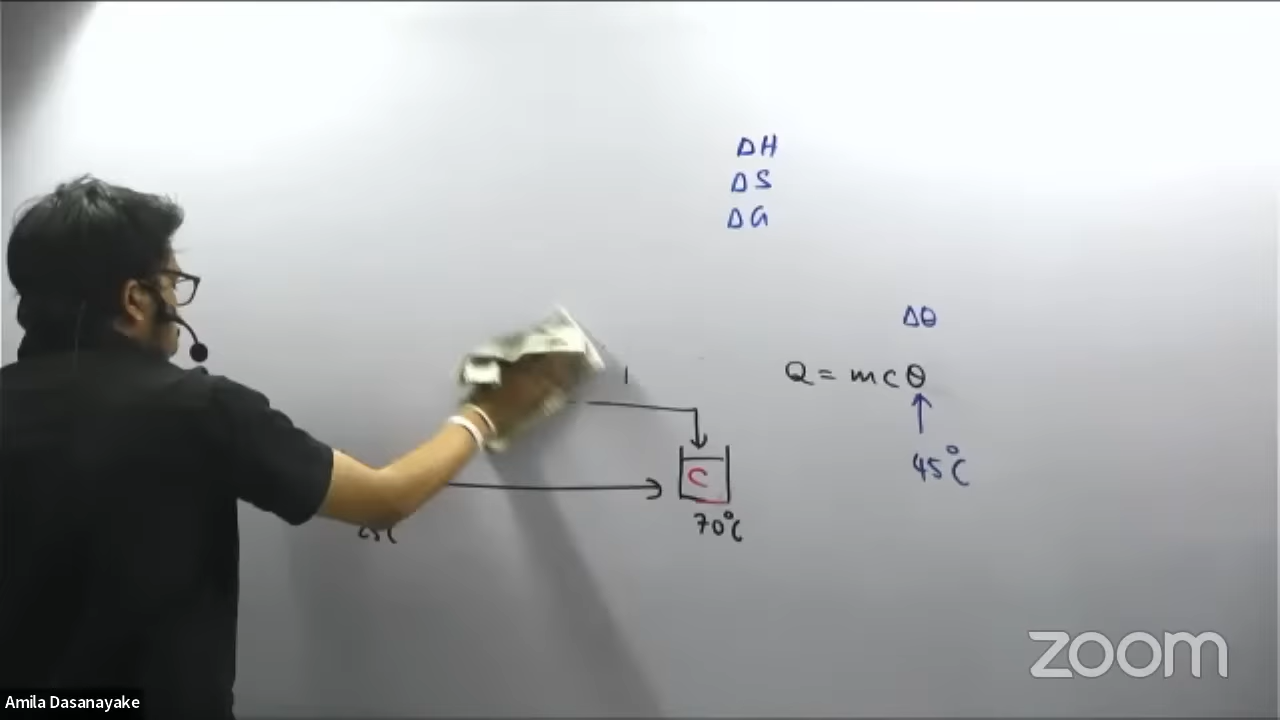 ΔH
ΔS
ΔG
Δθ
Q = mcθ
45°C
C
70°C
zoom
Amila Dasanayake